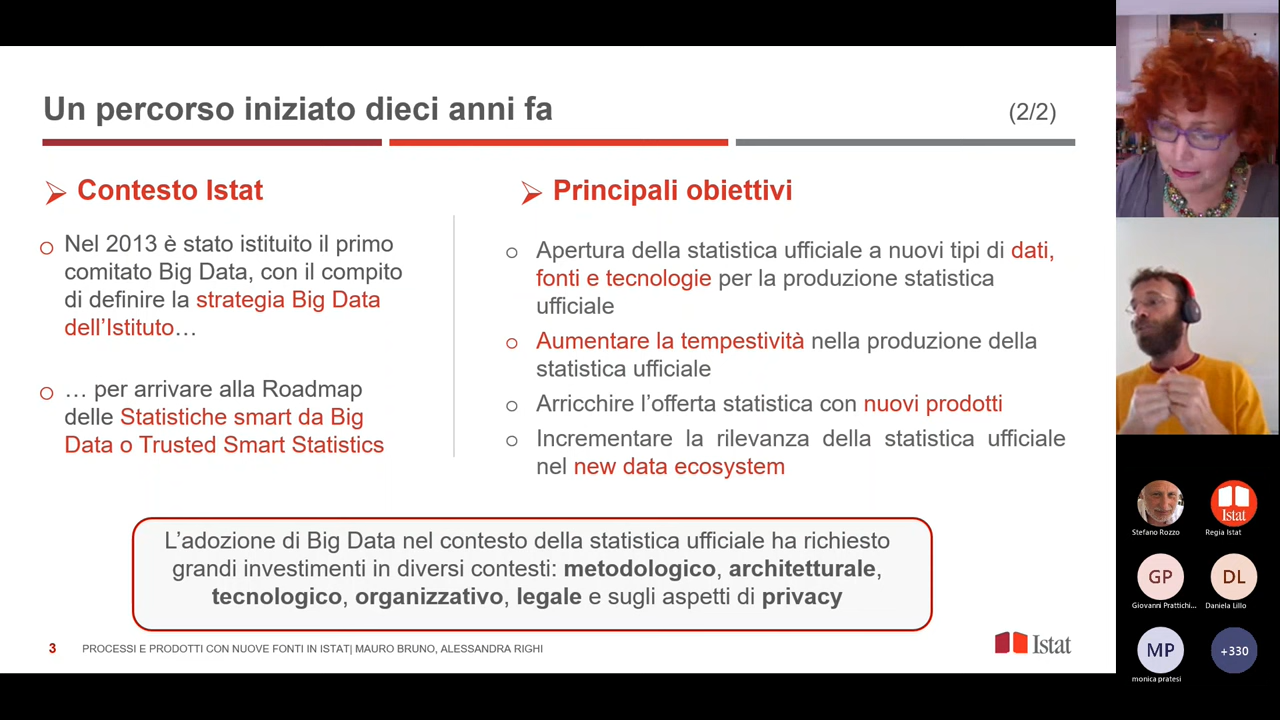 Un percorso iniziato dieci anni fa
(2/2)
Contesto Istat
Nel 2013 è stato istituito il primo
comitato Big Data, con il compito
di definire la strategia Big Data
dell’Istituto…
… per arrivare alla Roadmap
delle Statistiche smart da Big
Data o Trusted Smart Statistics
Principali obiettivi
Apertura della statistica ufficiale a nuovi tipi di dati,
fonti e tecnologie per la produzione statistica
ufficiale
Aumentare la tempestività nella produzione della
statistica ufficiale
Arricchire l’offerta statistica con nuovi prodotti
Incrementare la rilevanza della statistica ufficiale
nel new data ecosystem
L’adozione di Big Data nel contesto della statistica ufficiale ha richiesto
grandi investimenti in diversi contesti: metodologico, architetturale,
tecnologico, organizzativo, legale e sugli aspetti di privacy
3 PROCESSI E PRODOTTI CON NUOVE FONTI IN ISTAT| MAURO BRUNO, ALESSANDRA RIGHI
Istat
Istat
Stefano Rozzo
Regia Istat
GP
DL
Giovanni Prattichi...
Daniela Lillo
MP
+330
monica pratesi